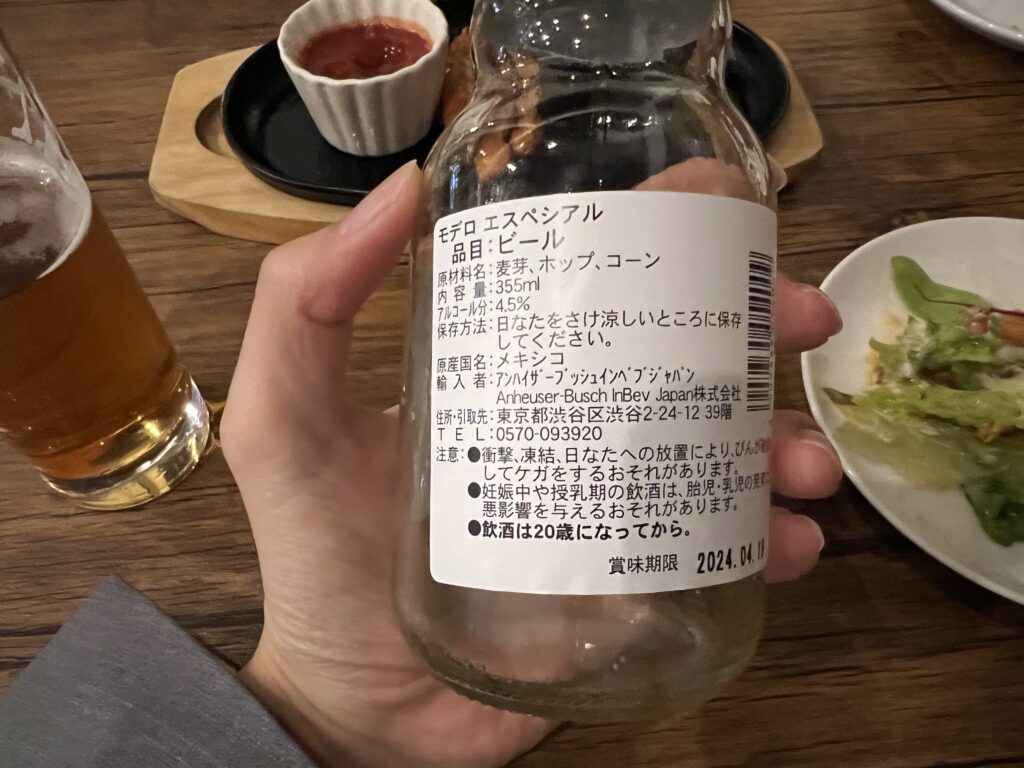 モデロ エスペシアル
品目:ビール
原材料名:麦芽、ホップ、コーン
内容量:355ml
アルコール分:4.5%
保存方法:日なたをさけ涼しいところに保存
してください。
原産国名:メキシコ
輸入者:アンハイザーブッシュインベブジャパン
Anheuser-Busch InBev Japan株式会社
住所・引取先:東京都渋谷区渋谷2-24-12 39階
TEL:0570-093920
注意:●衝撃、凍結、日なたへの放置により、びんが
してケガをするおそれがあります。
●妊娠中や授乳期の飲酒は、胎児・乳児の発育に
悪影響を与えるおそれがあります。
●飲酒は20歳になってから。
賞味期限 2024.04.19